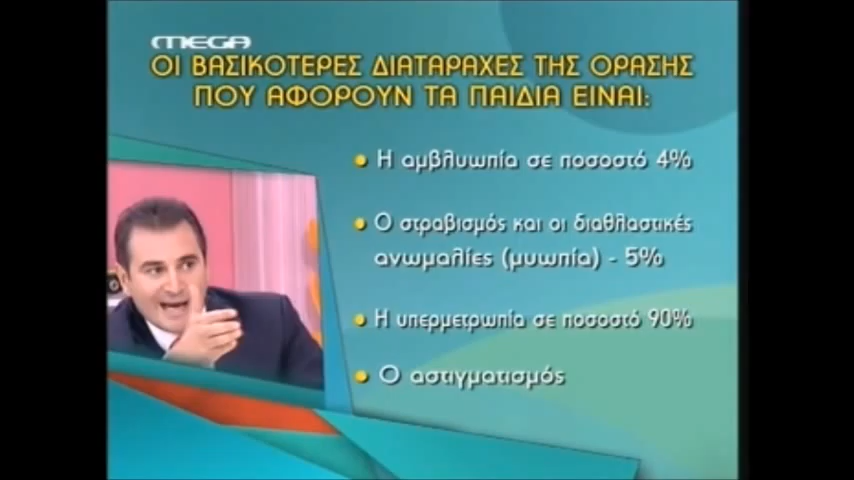 MEGA
ΟΙ ΒΑΣΙΚΟΤΕΡΕΣ ΔΙΑΤΑΡΑΧΕΣ ΤΗΣ ΟΡΑΣΗΣ
ΠΟΥ ΑΦΟΡΟΥΝ ΤΑ ΠΑΙΔΙΑ ΕΙΝΑΙ:
• Η αμβλυωπία σε ποσοστό 4%
• Ο στραβισμός και οι διαθλαστικές
ανωμαλίες (μυωπία) - 5%
• Η υπερμετρωπία σε ποσοστό 90%
• Ο αστιγματισμός